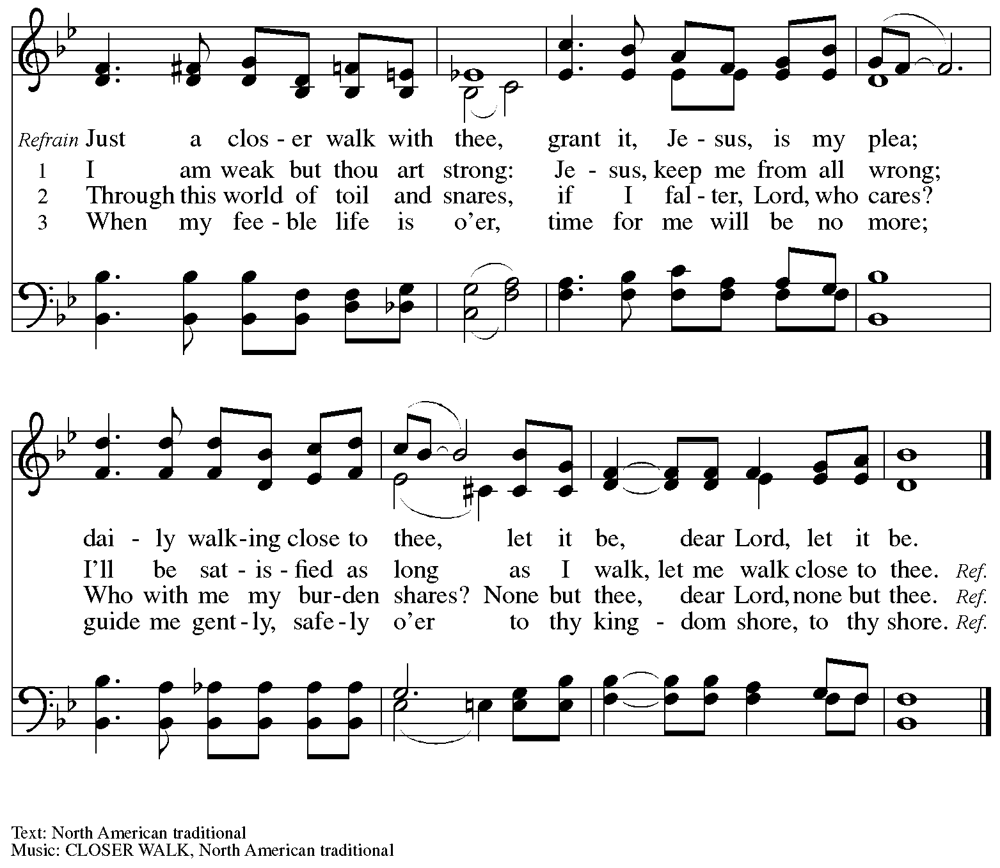 Refrain Just a clos - er walk with thee, grant it, Je - sus, is my plea;
1 I am weak but thou art strong: Je - sus, keep me from all wrong;
2 Through this world of toil and snares, if I fal - ter, Lord, who cares?
3 When my fee - ble life is o'er, time for me will be no more;
dai - ly walk-ing close to thee, let it be, dear Lord, let it be.
I'll be sat - is - fied as long as I walk, let me walk close to thee. Ref.
Who with me my bur-den shares? None but thee, dear Lord, none but thee. Ref.
guide me gent - ly, safe - ly o'er to thy king - dom shore, to thy shore. Ref.
Text: North American traditional
Music: CLOSER WALK, North American traditional